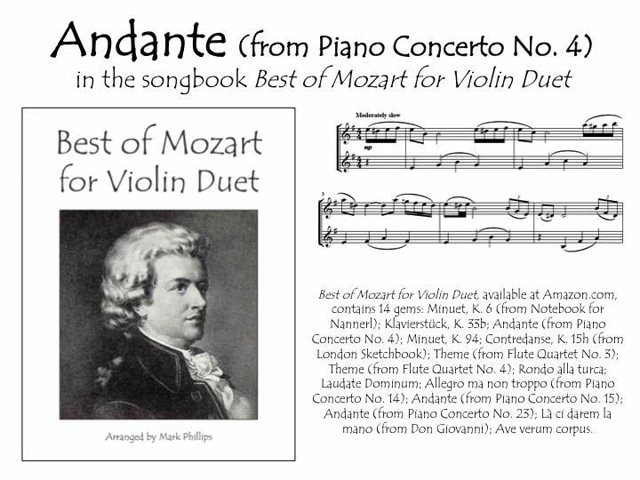 Andante (from Piano Concerto No. 4)
in the songbook Best of Mozart for Violin Duet
Best of Mozart
for Violin Duet
Arranged by Mark Phillips
Moderately slow
mp
5
Best of Mozart for Violin Duet, available at Amazon.com,
contains 14 gems: Minuet, K. 6 (from Notebook for
Nannerl); Klavierstück, K. 33b; Andante (from Piano
Concerto No. 4); Minuet, K. 94; Contredanse, K. 15h (from
London Sketchbook); Theme (from Flute Quartet No. 3);
Theme (from Flute Quartet No. 4); Rondo alla turca;
Laudate Dominum; Allegro ma non troppo (from Piano
Concerto No. 14); Andante (from Piano Concerto No. 15);
Andante (from Piano Concerto No. 23); Là ci darem la
mano (from Don Giovanni); Ave verum corpus.